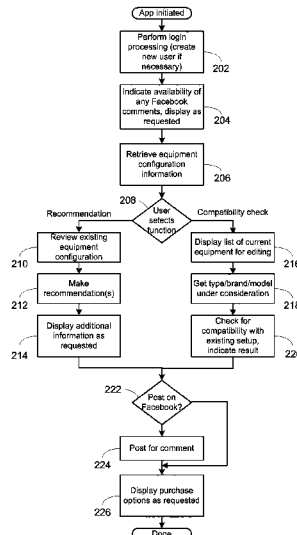 App initiated
Perform login
processing (create
new user if
necessary)
202
Indicate availability of
any Facebook
comments, display as
requested
204
Retrieve equipment
configuration
information
206
208
User
selects
function
Recommendation
Compatibility check
Review existing
equipment
configuration
210
Make
recommendation(s)
212
Display additional
information as
requested
214
Display list of current
equipment for editing
216
Get type/brand/model
under consideration
218
Check for
compatibility with
existing setup,
indicate result
222
Post on
Facebook?
Post for comment
224
Display purchase
options as requested
226
Done